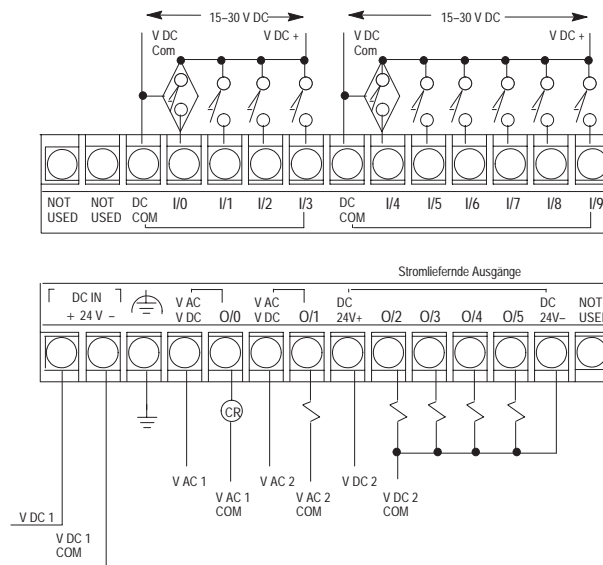 15–30 V DC 15–30 V DC
V DC Com V DC + V DC Com V DC +
NOT USED NOT USED DC COM I/0 I/1 I/2 I/3 DC COM I/4 I/5 I/6 I/7 I/8 I/9
Stromliefernde Ausgänge
DC IN + 24 V – V AC V DC O/0 V AC V DC O/1 DC 24V+ O/2 O/3 O/4 O/5 DC 24V– NOT USED
CR
V AC 1 V AC 1 COM V AC 2 V AC 2 COM V DC 2 V DC 2 COM
V DC 1
V DC 1 COM